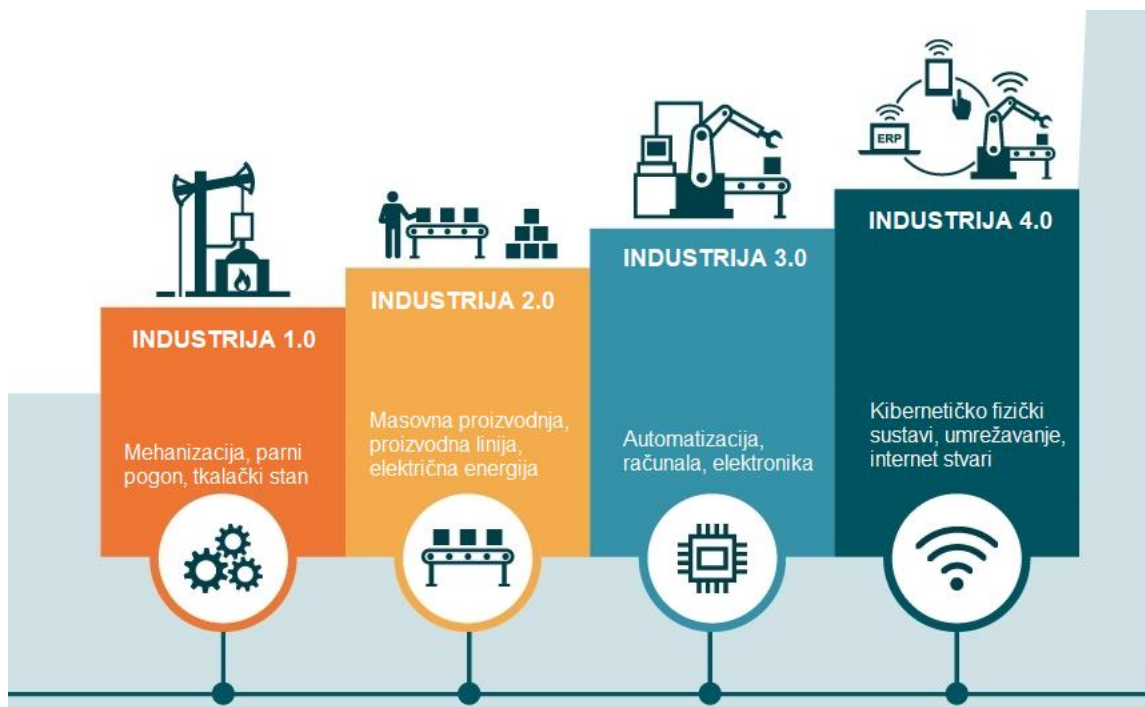 INDUSTRIJA 1.0
Mehanizacija, parni
pogon, tkalački stan
INDUSTRIJA 2.0
Masovna proizvodnja,
proizvodna linija,
električna energija
INDUSTRIJA 3.0
Automatizacija,
računala, elektronika
ERP
INDUSTRIJA 4.0
Kibernetičko fizički
sustavi, umrežavanje,
internet stvari